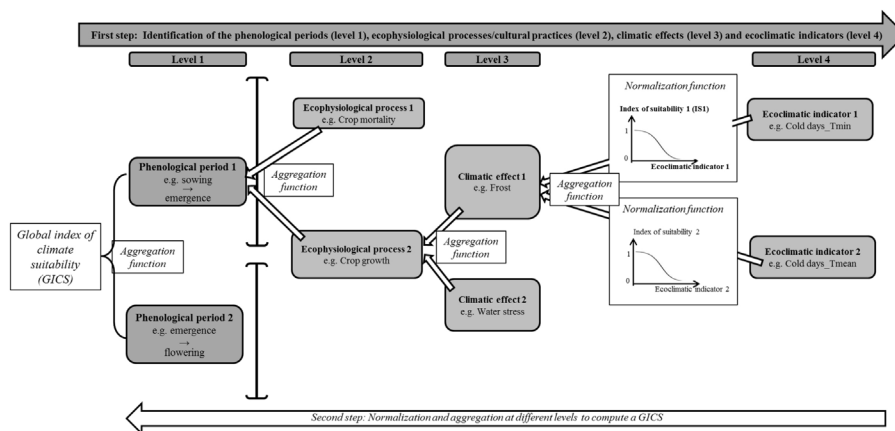 First step: Identification of the phenological periods (level 1), ecophysiological processes/cultural practices (level 2), climatic effects (level 3) and ecoclimatic indicators (level 4)
Level 1
Level 2
Level 3
Level 4
Global index of
climate
suitability
(GICS)
Aggregation
function
Phenological period 1
e.g. sowing
→
emergence
Phenological period 2
e.g. emergence
→
flowering
Aggregation
function
Ecophysiological process 1
e.g. Crop mortality
Ecophysiological process 2
e.g. Crop growth
Aggregation
function
Climatic effect 1
e.g. Frost
Climatic effect 2
e.g. Water stress
Aggregation
function
Normalization function
Index of suitability 1 (IS1)
1
0
Ecoclimatic indicator 1
Normalization function
Index of suitability 2
1
0
Ecoclimatic indicator 2
Ecoclimatic indicator 1
e.g. Cold days_Tmin
Ecoclimatic indicator 2
e.g. Cold days_Tmean
Second step: Normalization and aggregation at different levels to compute a GICS